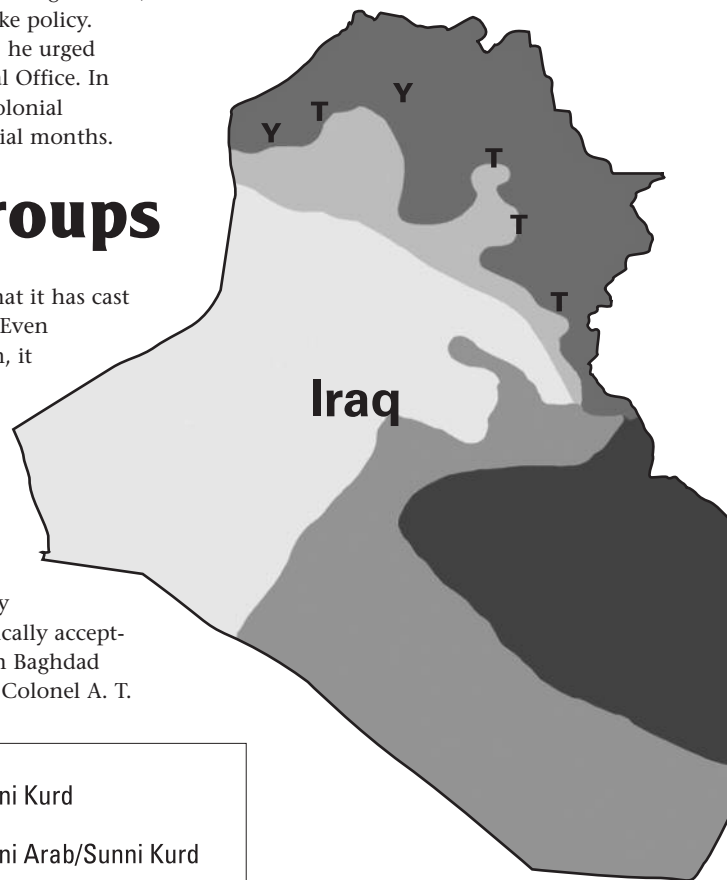 ke policy.
he urged
al Office. In
olonial
ial months.
roups
hat it has cast
Even
n, it
y
ically accept-
n Baghdad
Colonel A. T.
ni Kurd
ni Arab/Sunni Kurd
Y
T
Y
T
T
T
Iraq